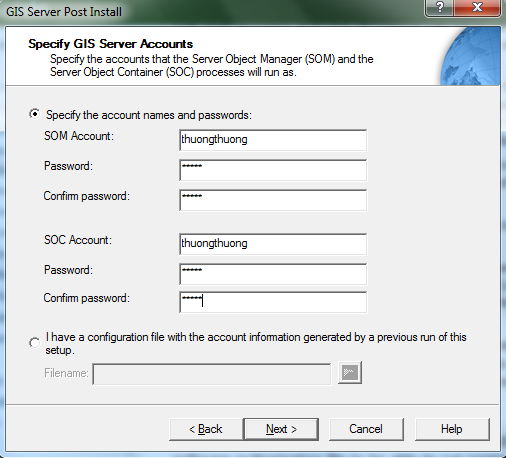 GIS Server Post Install
Specify GIS Server Accounts
Specify the accounts that the Server Object Manager (SOM) and the
Server Object Container (SOC) processes will run as.
Specify the account names and passwords:
SOM Account: thuongthuong
Password: *****
Confirm password: *****
SOC Account: thuongthuong
Password: *****
Confirm password: *****
I have a configuration file with the account information generated by a previous run of this
setup.
Filename:
< Back Next > Cancel Help